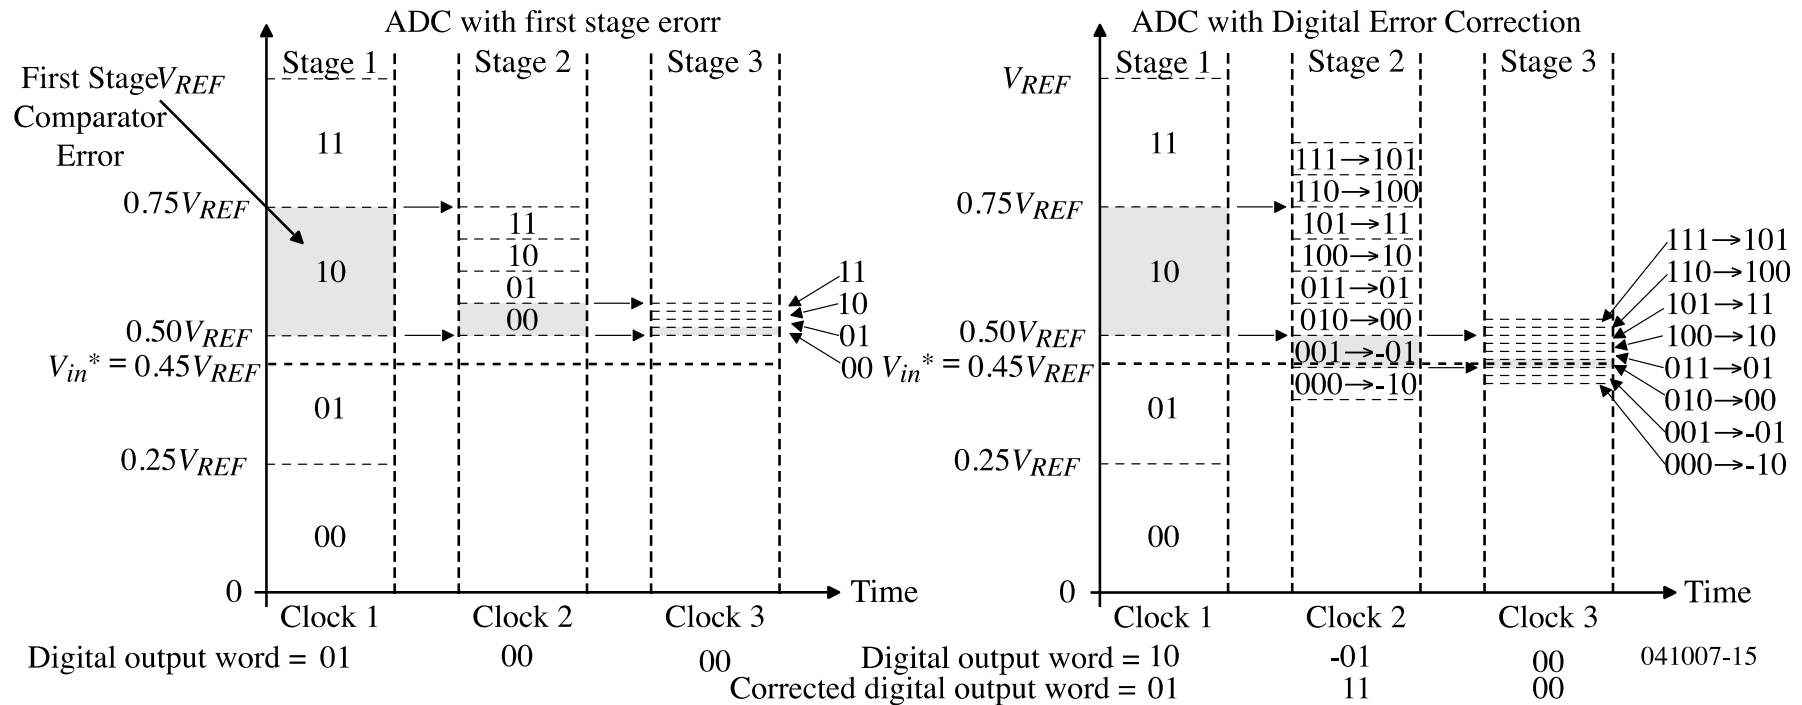 ADC with first stage erorr
Stage 1
Stage 2
Stage 3
First Stage
Comparator
Error
VREF
11
0.75VREF
10
0.50VREF
Vin* = 0.45VREF
01
0.25VREF
00
0
11
10
01
00
11
10
01
00
Time
Clock 1
Clock 2
Clock 3
Digital output word = 01 00 00
ADC with Digital Error Correction
Stage 1
Stage 2
Stage 3
VREF
11
0.75VREF
10
0.50VREF
Vin* = 0.45VREF
01
0.25VREF
00
0
111→101
110→100
101→11
100→10
011→01
010→00
001→-01
000→-10
111→101
110→100
101→11
100→10
011→01
010→00
001→-01
000→-10
Time
Clock 1
Clock 2
Clock 3
Digital output word = 10 -01 00
Corrected digital output word = 01 11 00
041007-15